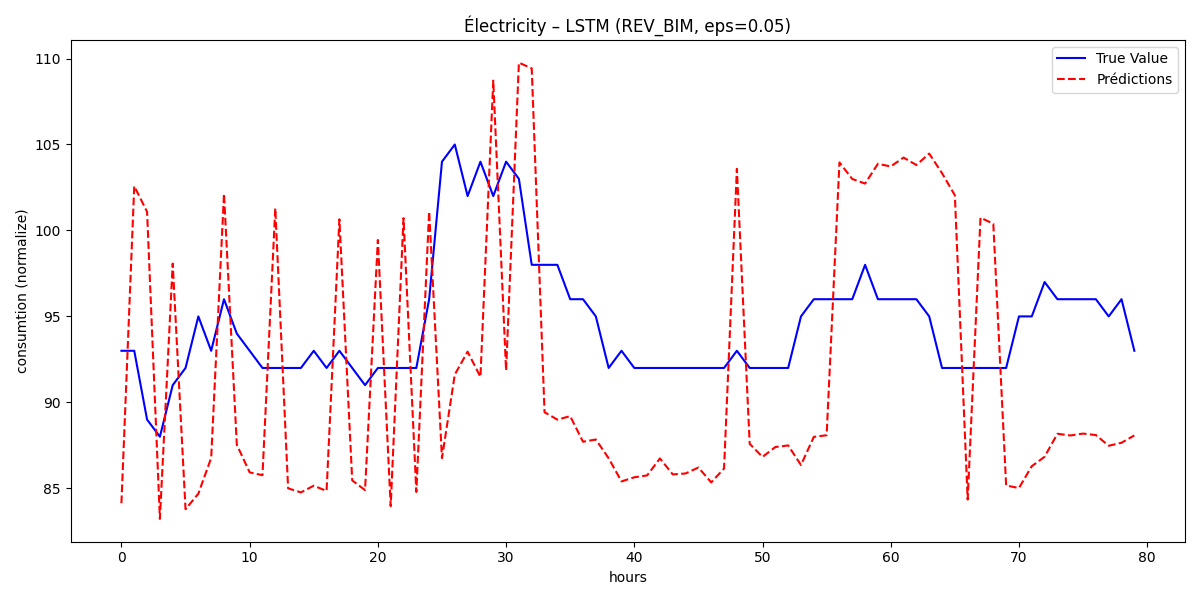 Électricity – LSTM (REV_BIM, eps=0.05)
True Value
Prédictions
consumtion (normalize)
110
105
100
95
90
85
0 10 20 30 40 50 60 70 80
hours